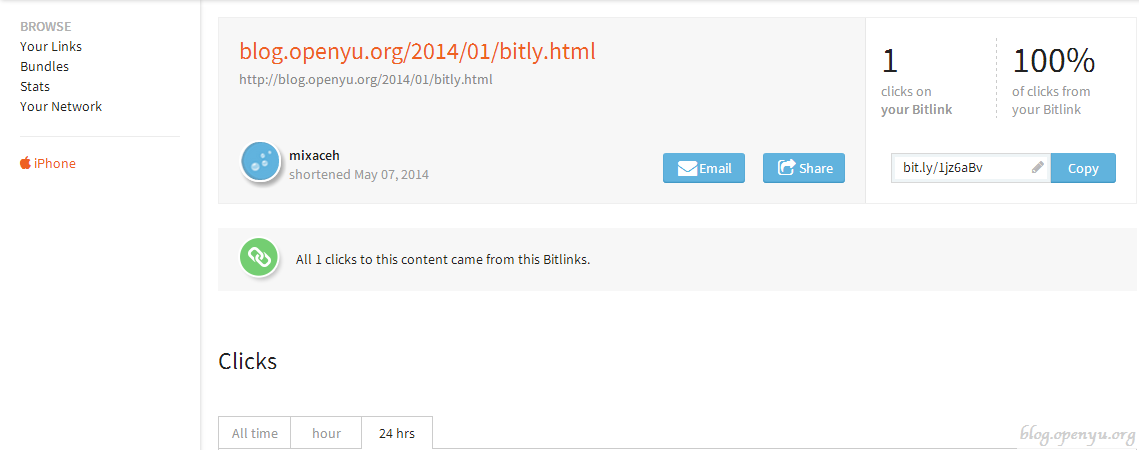 BROWSE
Your Links
Bundles
Stats
Your Network
iPhone
blog.openyu.org/2014/01/bitly.html
http://blog.openyu.org/2014/01/bitly.html
mixaceh
shortened May 07, 2014
Email
Share
1
clicks on
your Bitlink
100%
of clicks from
your Bitlink
bit.ly/1jz6aBv
Copy
All 1 clicks to this content came from this Bitlinks.
Clicks
All time
hour
24 hrs
blog.openyu.org